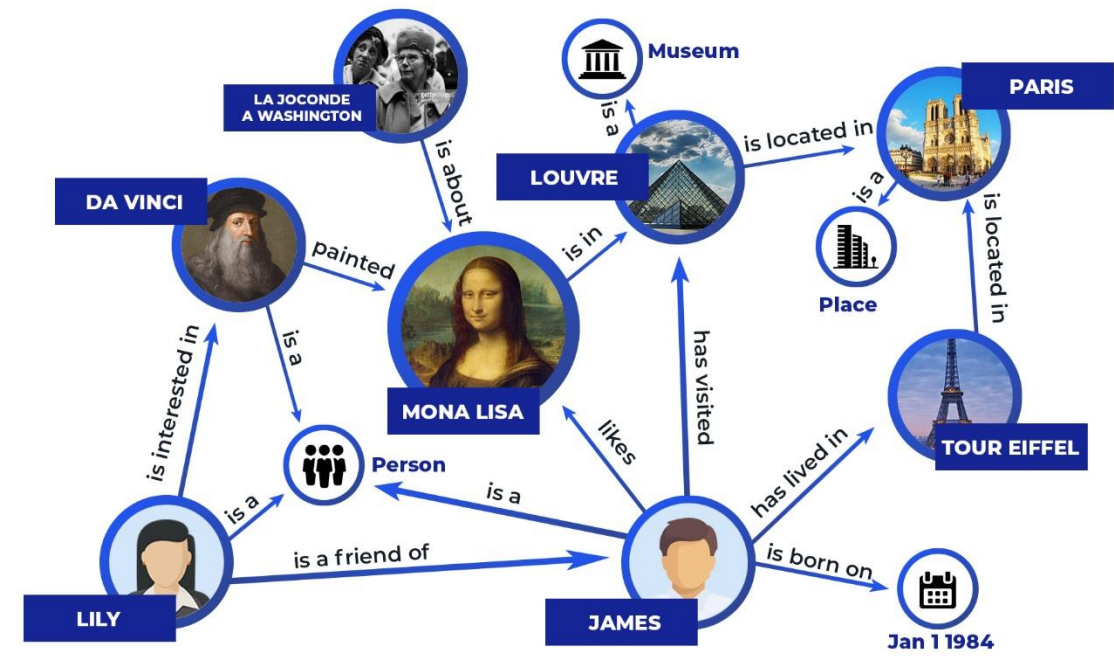 Museum
PARIS
LA JOCONDE
A WASHINGTON
is a
is located in
LOUVRE
is about
is a
DA VINCI
is in
is located in
painted
Place
is a
has visited
is interested in
MONA LISA
likes
TOUR EIFFEL
Person
has lived in
is a
is a
is a friend of
is born on
LILY
JAMES
Jan 1 1984